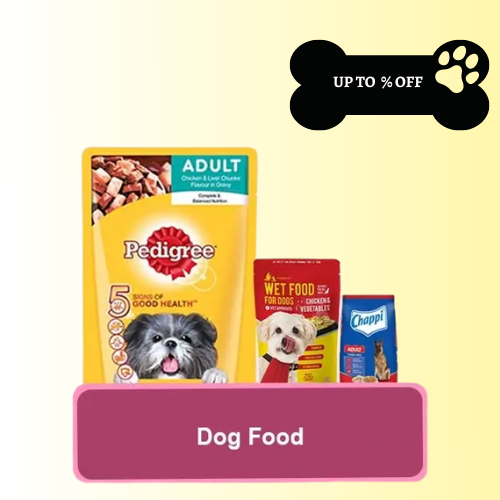 UP TO % OFF
ADULT
Chicken & Liver Chunks
Flavour in Gravy
Complete &
Balanced Nutrition
Pedigree
5 SIGNS OF
GOOD HEALTH™
WET FOOD
FOR DOGS
CHICKEN &
VEGETABLES
Chappi
ADULT
Dog Food